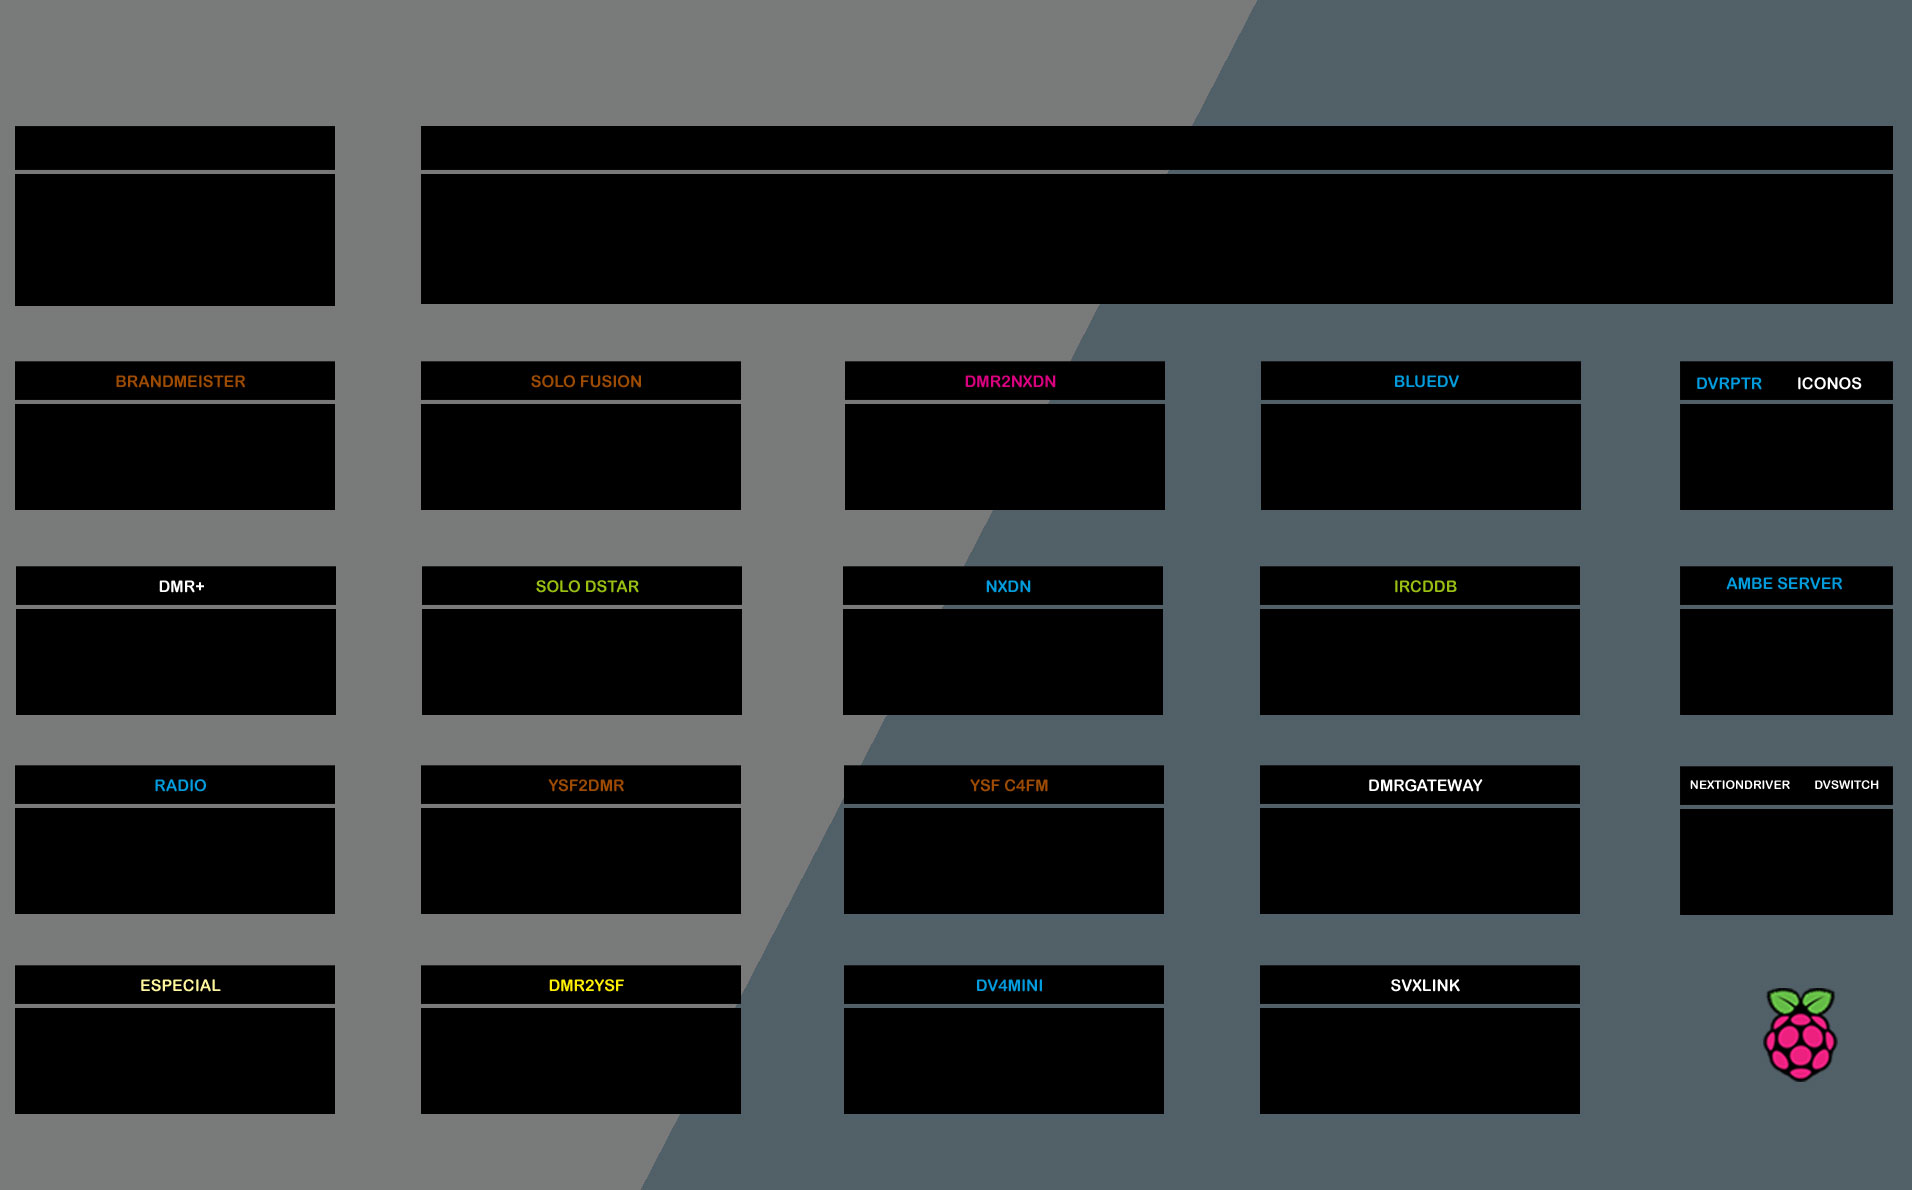 BRANDMEISTER
SOLO FUSION
DMR2NXDN
BLUEDV
DVRPTR ICONOS
DMR+
SOLO DSTAR
NXDN
IRCDDB
AMBE SERVER
RADIO
YSF2DMR
YSF C4FM
DMRGATEWAY
NEXTIONDRIVER DVSWITCH
ESPECIAL
DMR2YSF
DV4MINI
SVXLINK